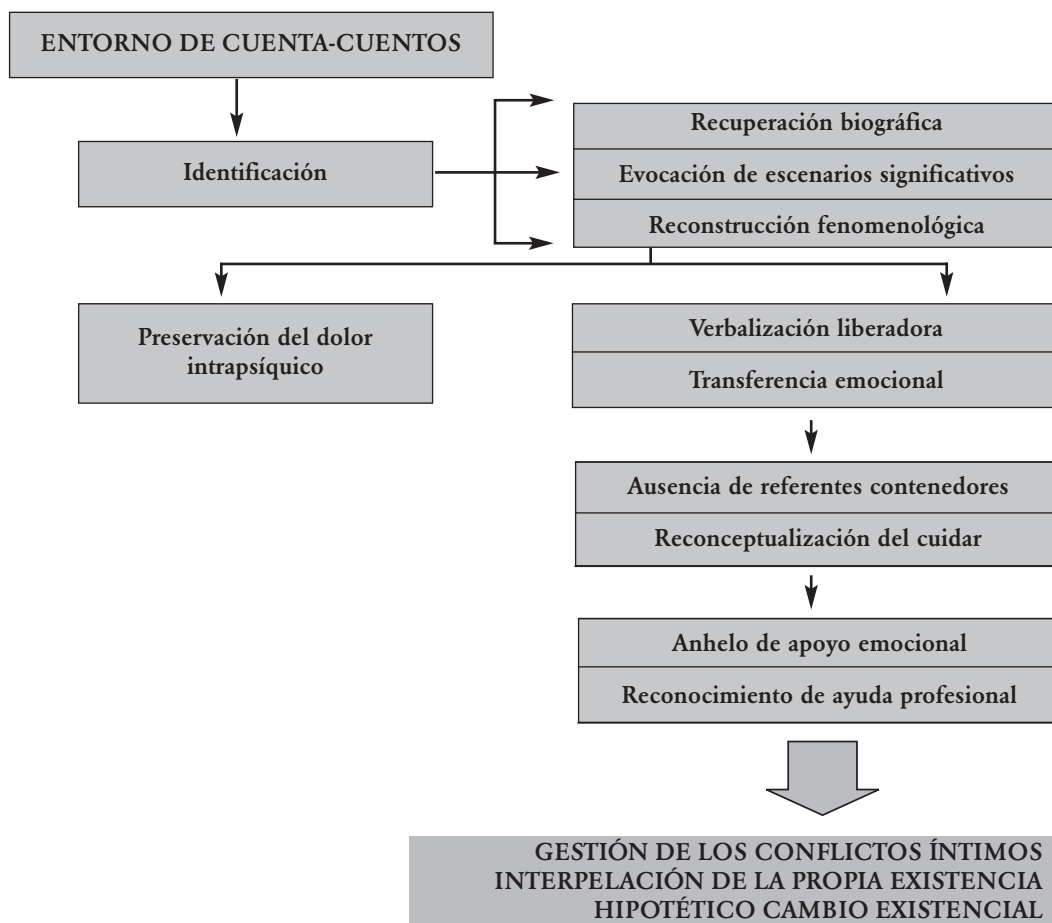 ENTORNO DE CUENTA-CUENTOS
Identificación
Recuperación biográfica
Evocación de escenarios significativos
Reconstrucción fenomenológica
Preservación del dolor
intrapsíquico
Verbalización liberadora
Transferencia emocional
Ausencia de referentes contenedores
Reconceptualización del cuidar
Anhelo de apoyo emocional
Reconocimiento de ayuda profesional
GESTIÓN DE LOS CONFLICTOS ÍNTIMOS
INTERPELACIÓN DE LA PROPIA EXISTENCIA
HIPOTÉTICO CAMBIO EXISTENCIAL